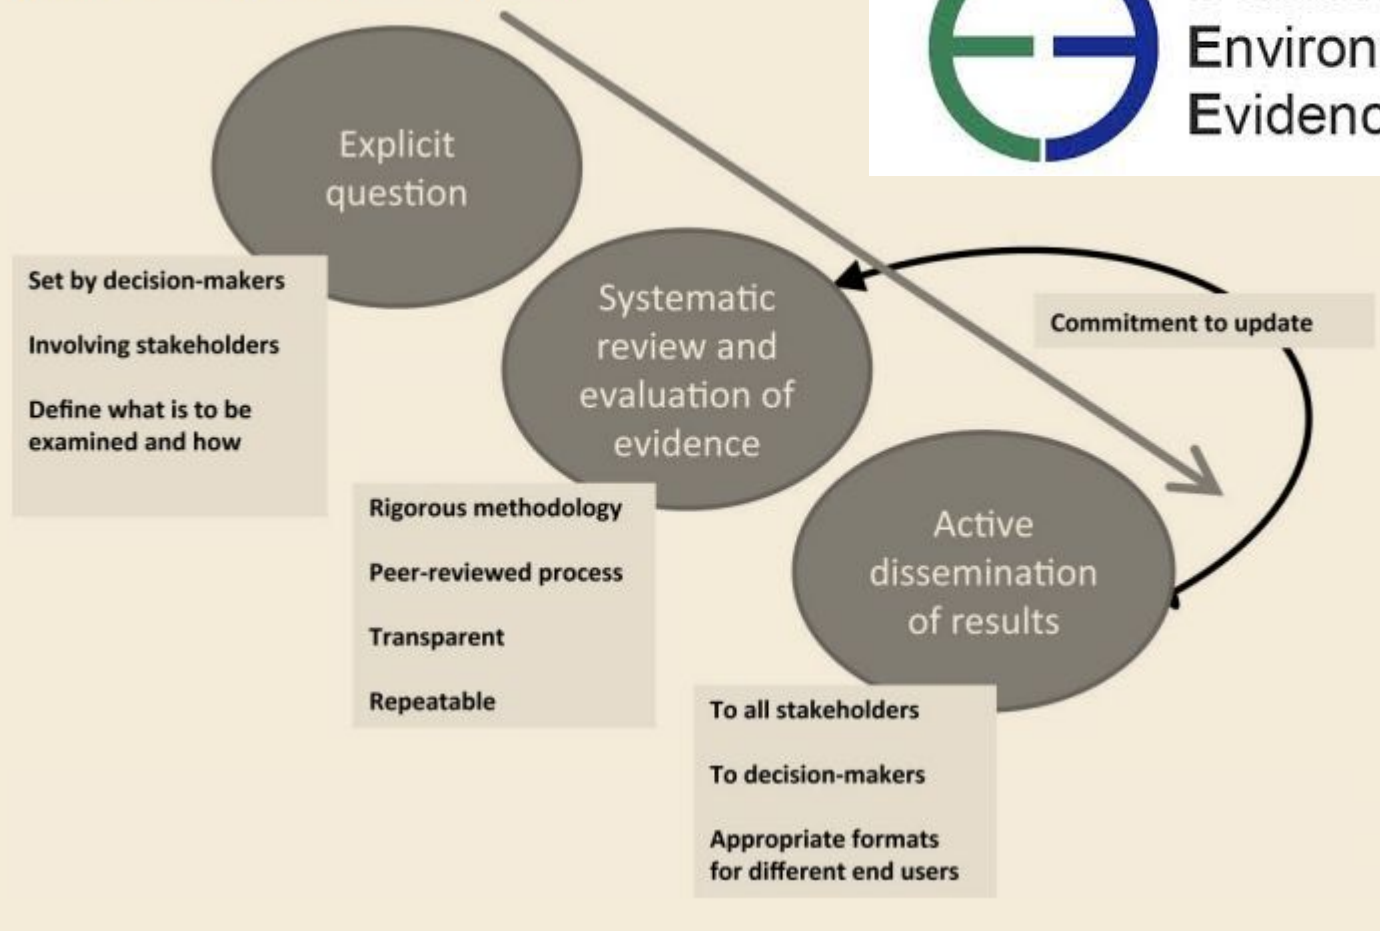 Explicit
question
Set by decision-makers
Involving stakeholders
Define what is to be
examined and how
Systematic
review and
evaluation of
evidence
Rigorous methodology
Peer-reviewed process
Transparent
Repeatable
Active
dissemination
of results
To all stakeholders
To decision-makers
Appropriate formats
for different end users
Commitment to update
Environ
Evidenc